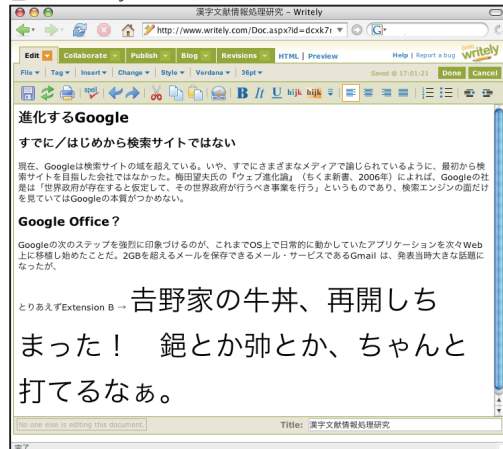 漢字文献情報処理研究 – Writely
http://www.writely.com/Doc.aspx?id=dcxk7r
Edit Collaborate Publish Blog Revisions HTML | Preview Help | Report a bug writely
File Tag Insert Change Style Verdana 36pt Saved @ 17:01:21 Done Cancel
B I U hijk hijk
進化するGoogle
すでに／はじめから検索サイトではない
現在、Googleは検索サイトの域を超えている。いや、すでにさまざまなメディアで論じられているように、最初から検
索サイトを目指した会社ではなかった。梅田望夫氏の『ウェブ進化論』（ちくま新書、2006年）によれば、Googleの社
是は「世界政府が存在すると仮定して、その世界政府が行うべき事業を行う」というものであり、検索エンジンの面だけ
を見ていてはGoogleの本質がつかめない。
Google Office？
Googleの次のステップを強烈に印象づけるのが、これまでOS上で日常的に動かしていたアプリケーションを次々Web
上に移植し始めたことだ。2GBを超えるメールを保存できるメール・サービスであるGmail は、発表当時大きな話題に
なったが、
とりあえずExtension B → 𠮷野家の牛丼、再開しち
まった！　とかとか、ちゃんと
打てるなぁ。
No one else is editing this document. Title: 漢字文献情報処理研究
完了